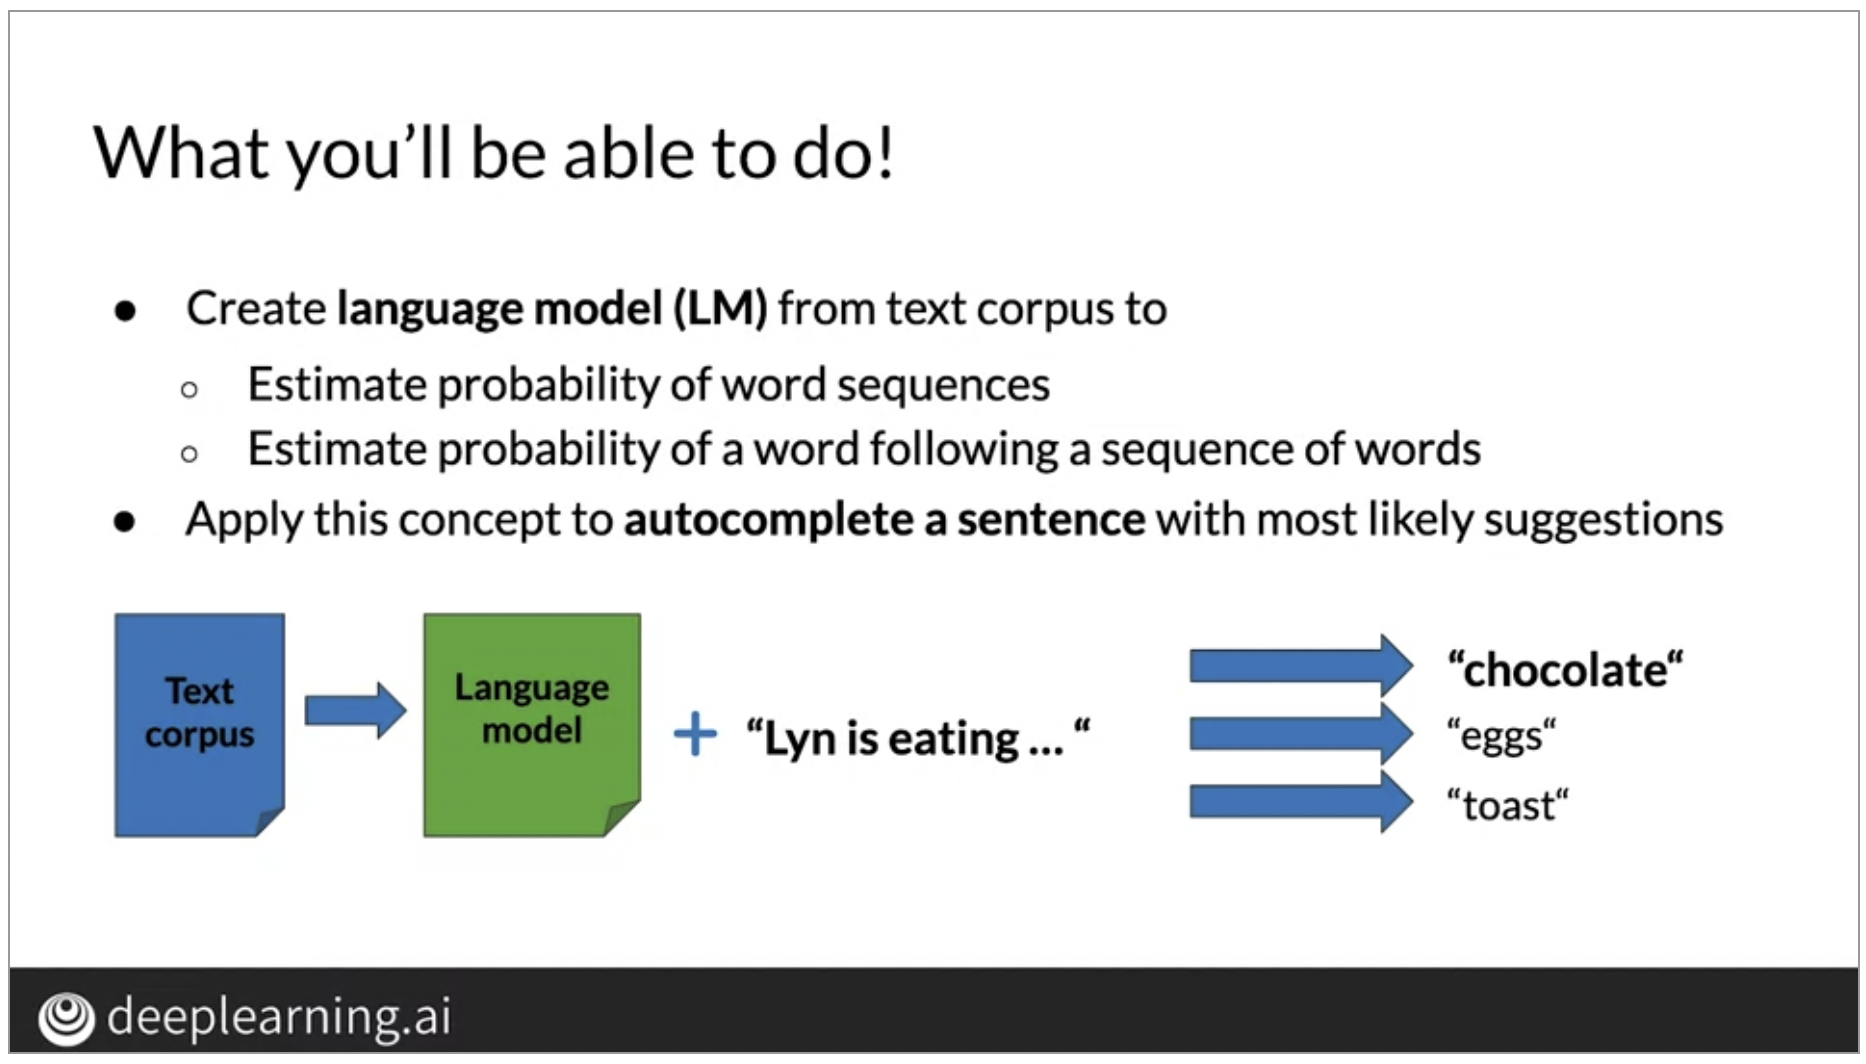 What you’ll be able to do!
● Create language model (LM) from text corpus to
○ Estimate probability of word sequences
○ Estimate probability of a word following a sequence of words
● Apply this concept to autocomplete a sentence with most likely suggestions
Text
corpus
Language
model
+ “Lyn is eating ... “
“chocolate“
“eggs“
“toast“
deeplearning.ai